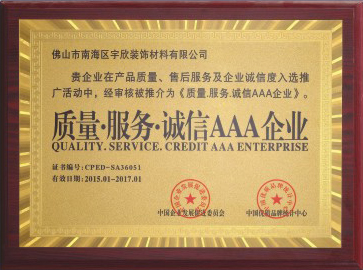 佛山市南海区宇欣装饰材料有限公司
贵企业在产品质量、售后服务及企业诚信度入选推
广活动中，经审核被推介为《质量.服务.诚信AAA企业》。
质量·服务·诚信AAA企业
QUALITY. SERVICE. CREDIT AAA ENTERPRISE
证书编号：CPED-SA36051
有效日期：2015.01-2017.01
中国企业发展促进委员会
中国优质品牌统计中心